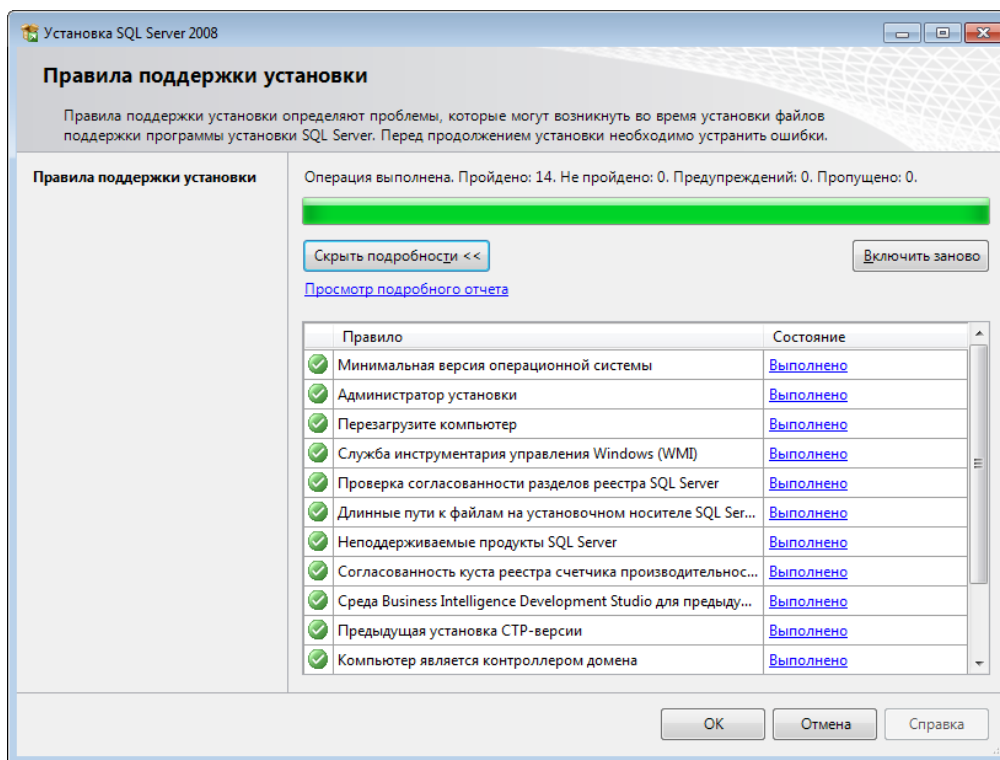 Установка SQL Server 2008
Правила поддержки установки
Правила поддержки установки определяют проблемы, которые могут возникнуть во время установки файлов
поддержки программы установки SQL Server. Перед продолжением установки необходимо устранить ошибки.
Правила поддержки установки
Операция выполнена. Пройдено: 14. Не пройдено: 0. Предупреждений: 0. Пропущено: 0.
Скрыть подробности <<
Включить заново
Просмотр подробного отчета
Правило Состояние
Минимальная версия операционной системы Выполнено
Администратор установки Выполнено
Перезагрузите компьютер Выполнено
Служба инструментария управления Windows (WMI) Выполнено
Проверка согласованности разделов реестра SQL Server Выполнено
Длинные пути к файлам на установочном носителе SQL Ser... Выполнено
Неподдерживаемые продукты SQL Server Выполнено
Согласованность куста реестра счетчика производительнос... Выполнено
Среда Business Intelligence Development Studio для предыду... Выполнено
Предыдущая установка CTP-версии Выполнено
Компьютер является контроллером домена Выполнено
OK Отмена Справка